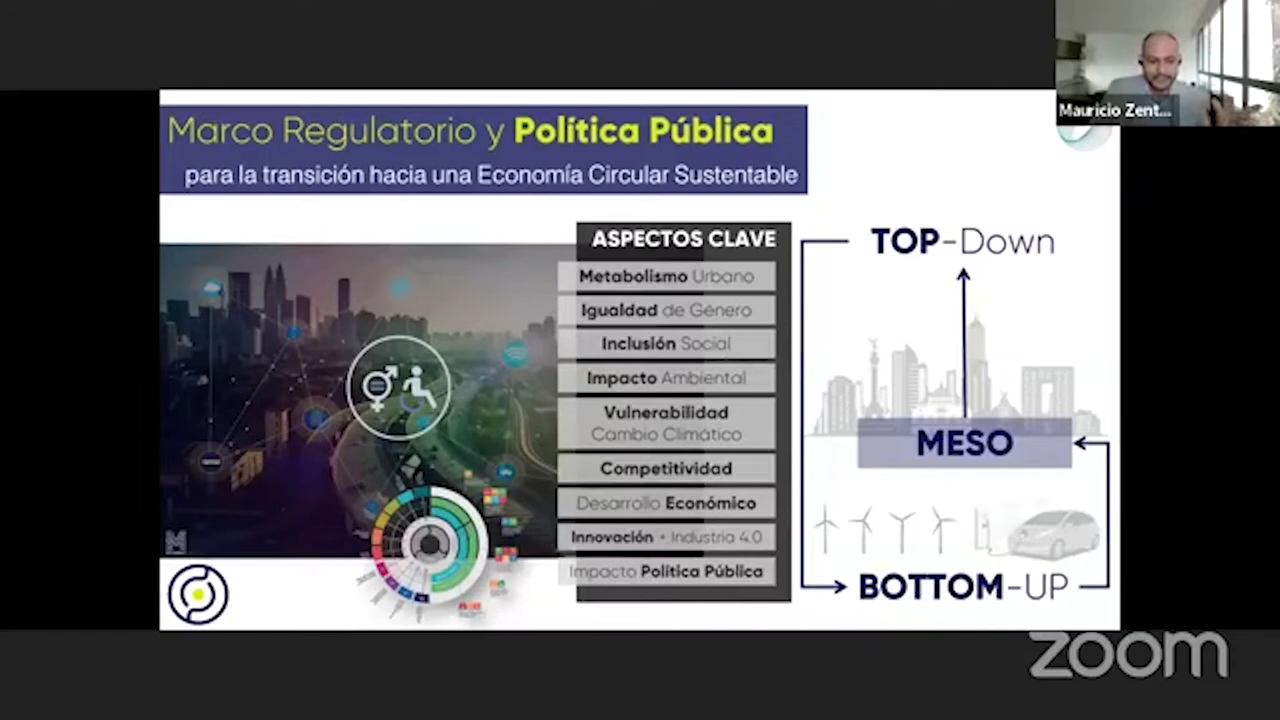 Mauricio Zent...
Marco Regulatorio y Política Pública
para la transición hacia una Economía Circular Sustentable
ASPECTOS CLAVE
Metabolismo Urbano
Igualdad de Género
Inclusión Social
Impacto Ambiental
Vulnerabilidad
Cambio Climático
Competitividad
Desarrollo Económico
Innovación + Industria 4.0
Impacto Política Pública
TOP-Down
MESO
BOTTOM-UP
zoom